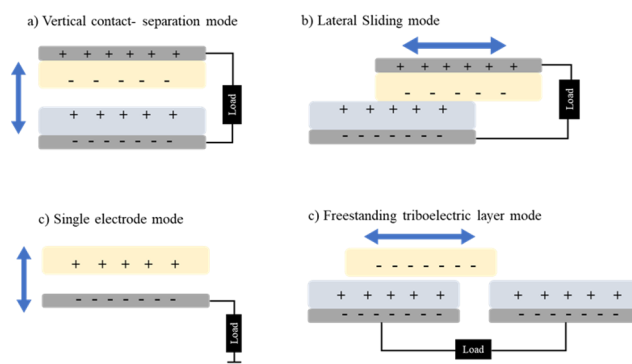 a) Vertical contact- separation mode
+ + + + + +
- - - - -
+ + + + +
- - - - - - -
Load
b) Lateral Sliding mode
+ + + + + +
- - - - -
+ + + + +
- - - - - - -
Load
c) Single electrode mode
+ + + + +
- - - - - - -
Load
c) Freestanding triboelectric layer mode
- - - - - - -
+ + + + + + + + + +
- - - - - - - - - - - - - -
Load